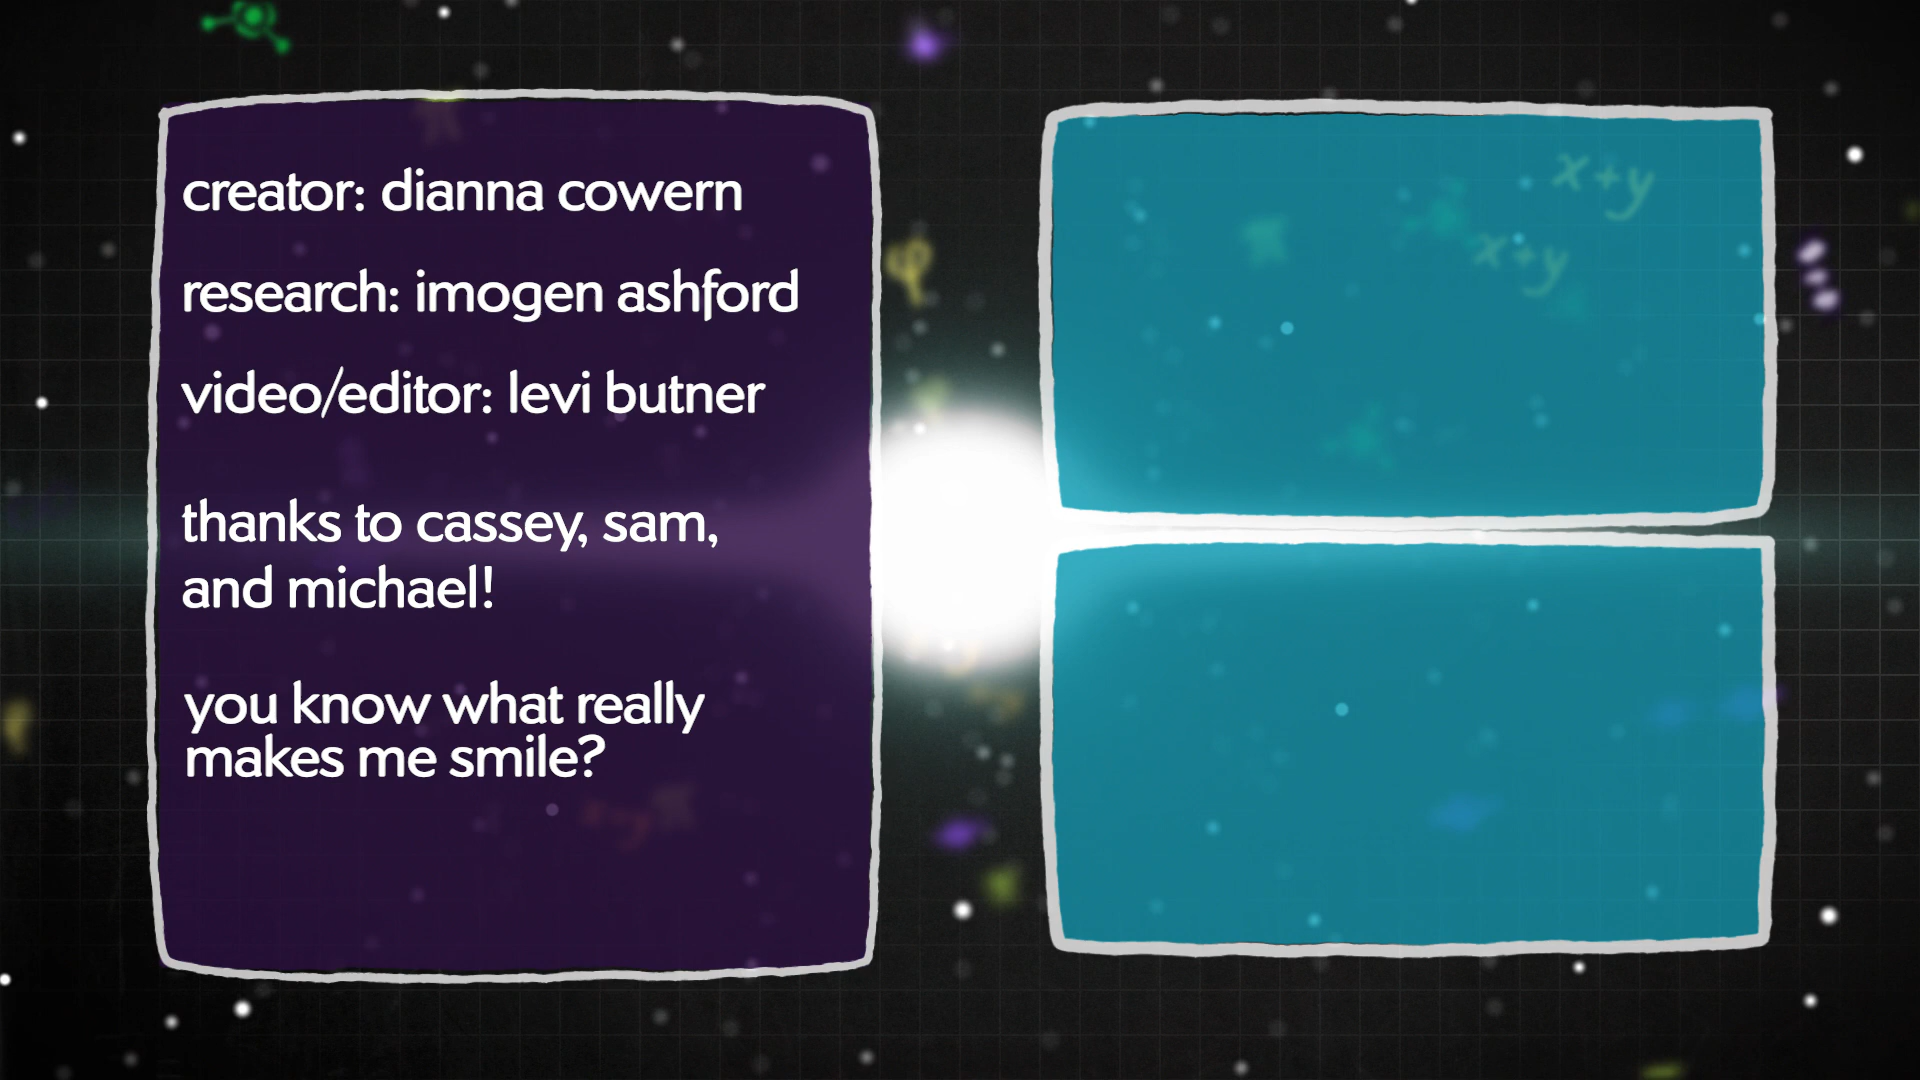 creator: dianna cowern
research: imogen ashford
video/editor: levi butner
thanks to cassey, sam,
and michael!
you know what really
makes me smile?
x+y
x+y
φ
x+y